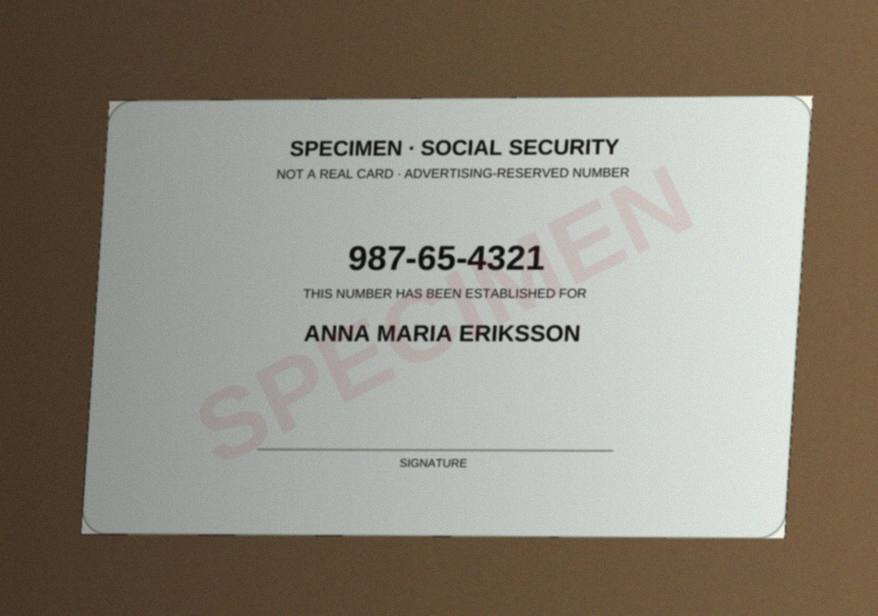 SPECIMEN · SOCIAL SECURITY
NOT A REAL CARD · ADVERTISING-RESERVED NUMBER
987-65-4321
THIS NUMBER HAS BEEN ESTABLISHED FOR
ANNA MARIA ERIKSSON
SPECIMEN
SIGNATURE